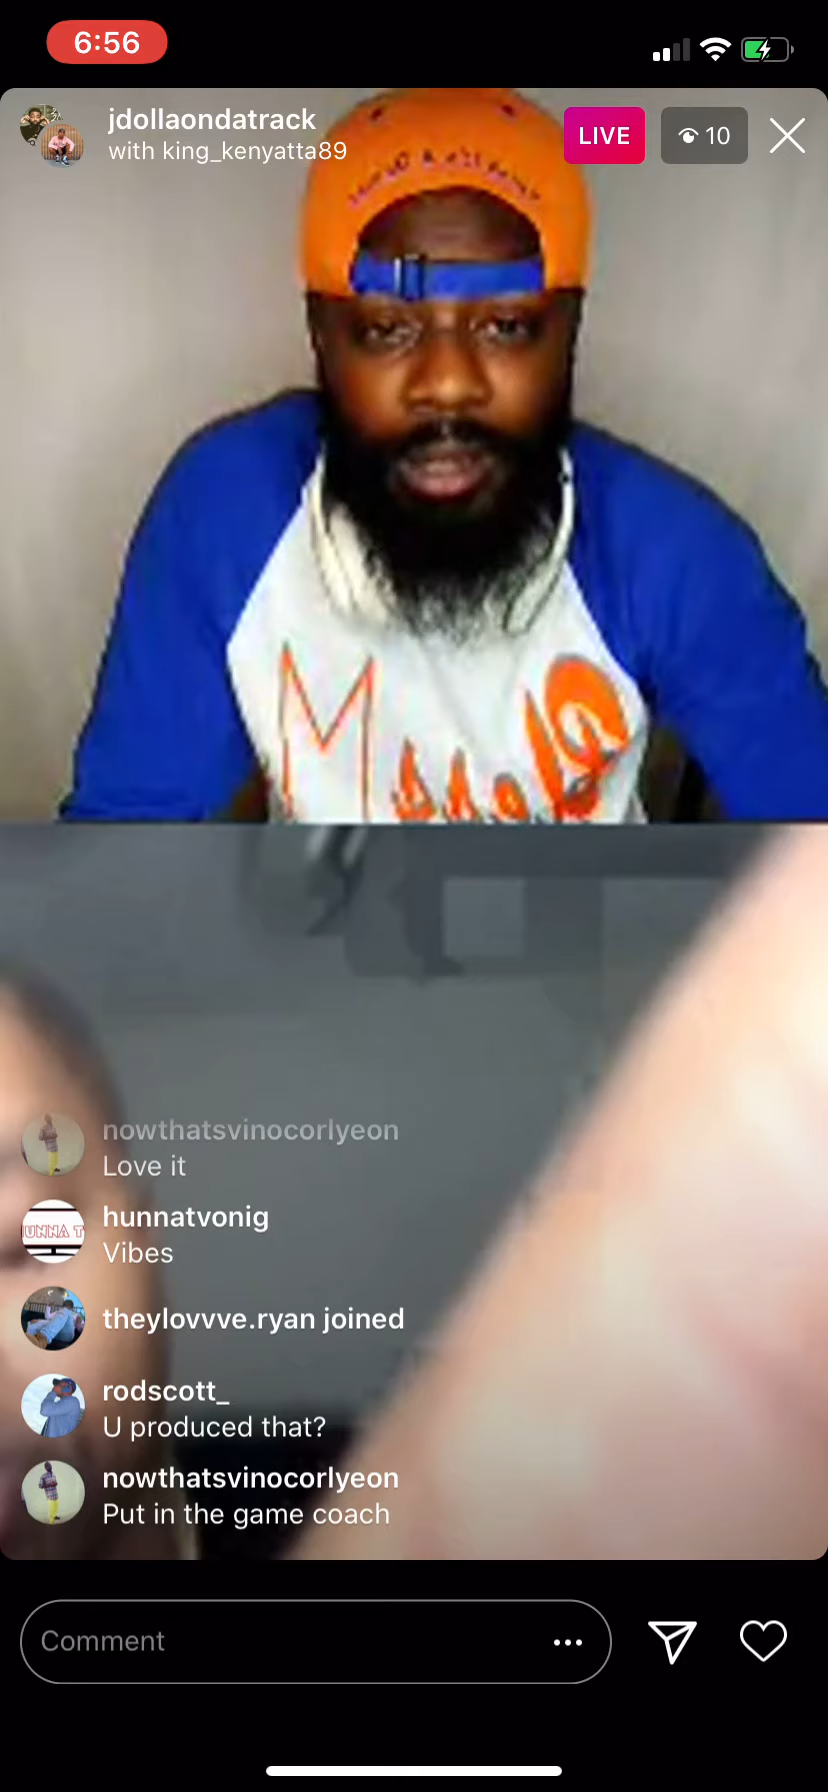 6:56
jdollaondatrack
with king_kenyatta89
LIVE
10
nowthatsvinocorlyeon
Love it
hunnatvonig
Vibes
UNNA T
theylovvve.ryan joined
rodscott_
U produced that?
nowthatsvinocorlyeon
Put in the game coach
Comment